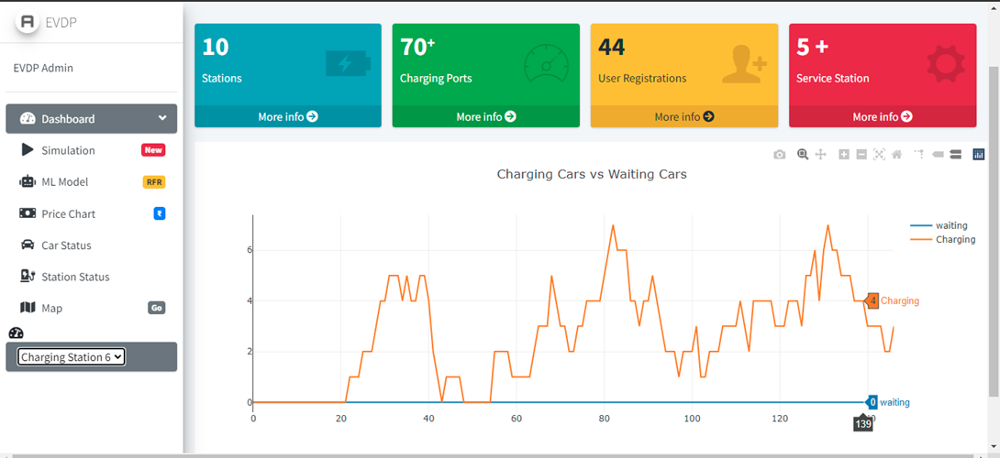 EVDP
EVDP Admin
Dashboard
Simulation New
ML Model RFR
Price Chart ₹
Car Status
Station Status
Map Go
Charging Station 6
10
Stations
More info
70+
Charging Ports
More info
44
User Registrations
More info
5 +
Service Station
More info
Charging Cars vs Waiting Cars
waiting
Charging
6
4
2
0
4 Charging
0 waiting
0 20 40 60 80 100 120
139